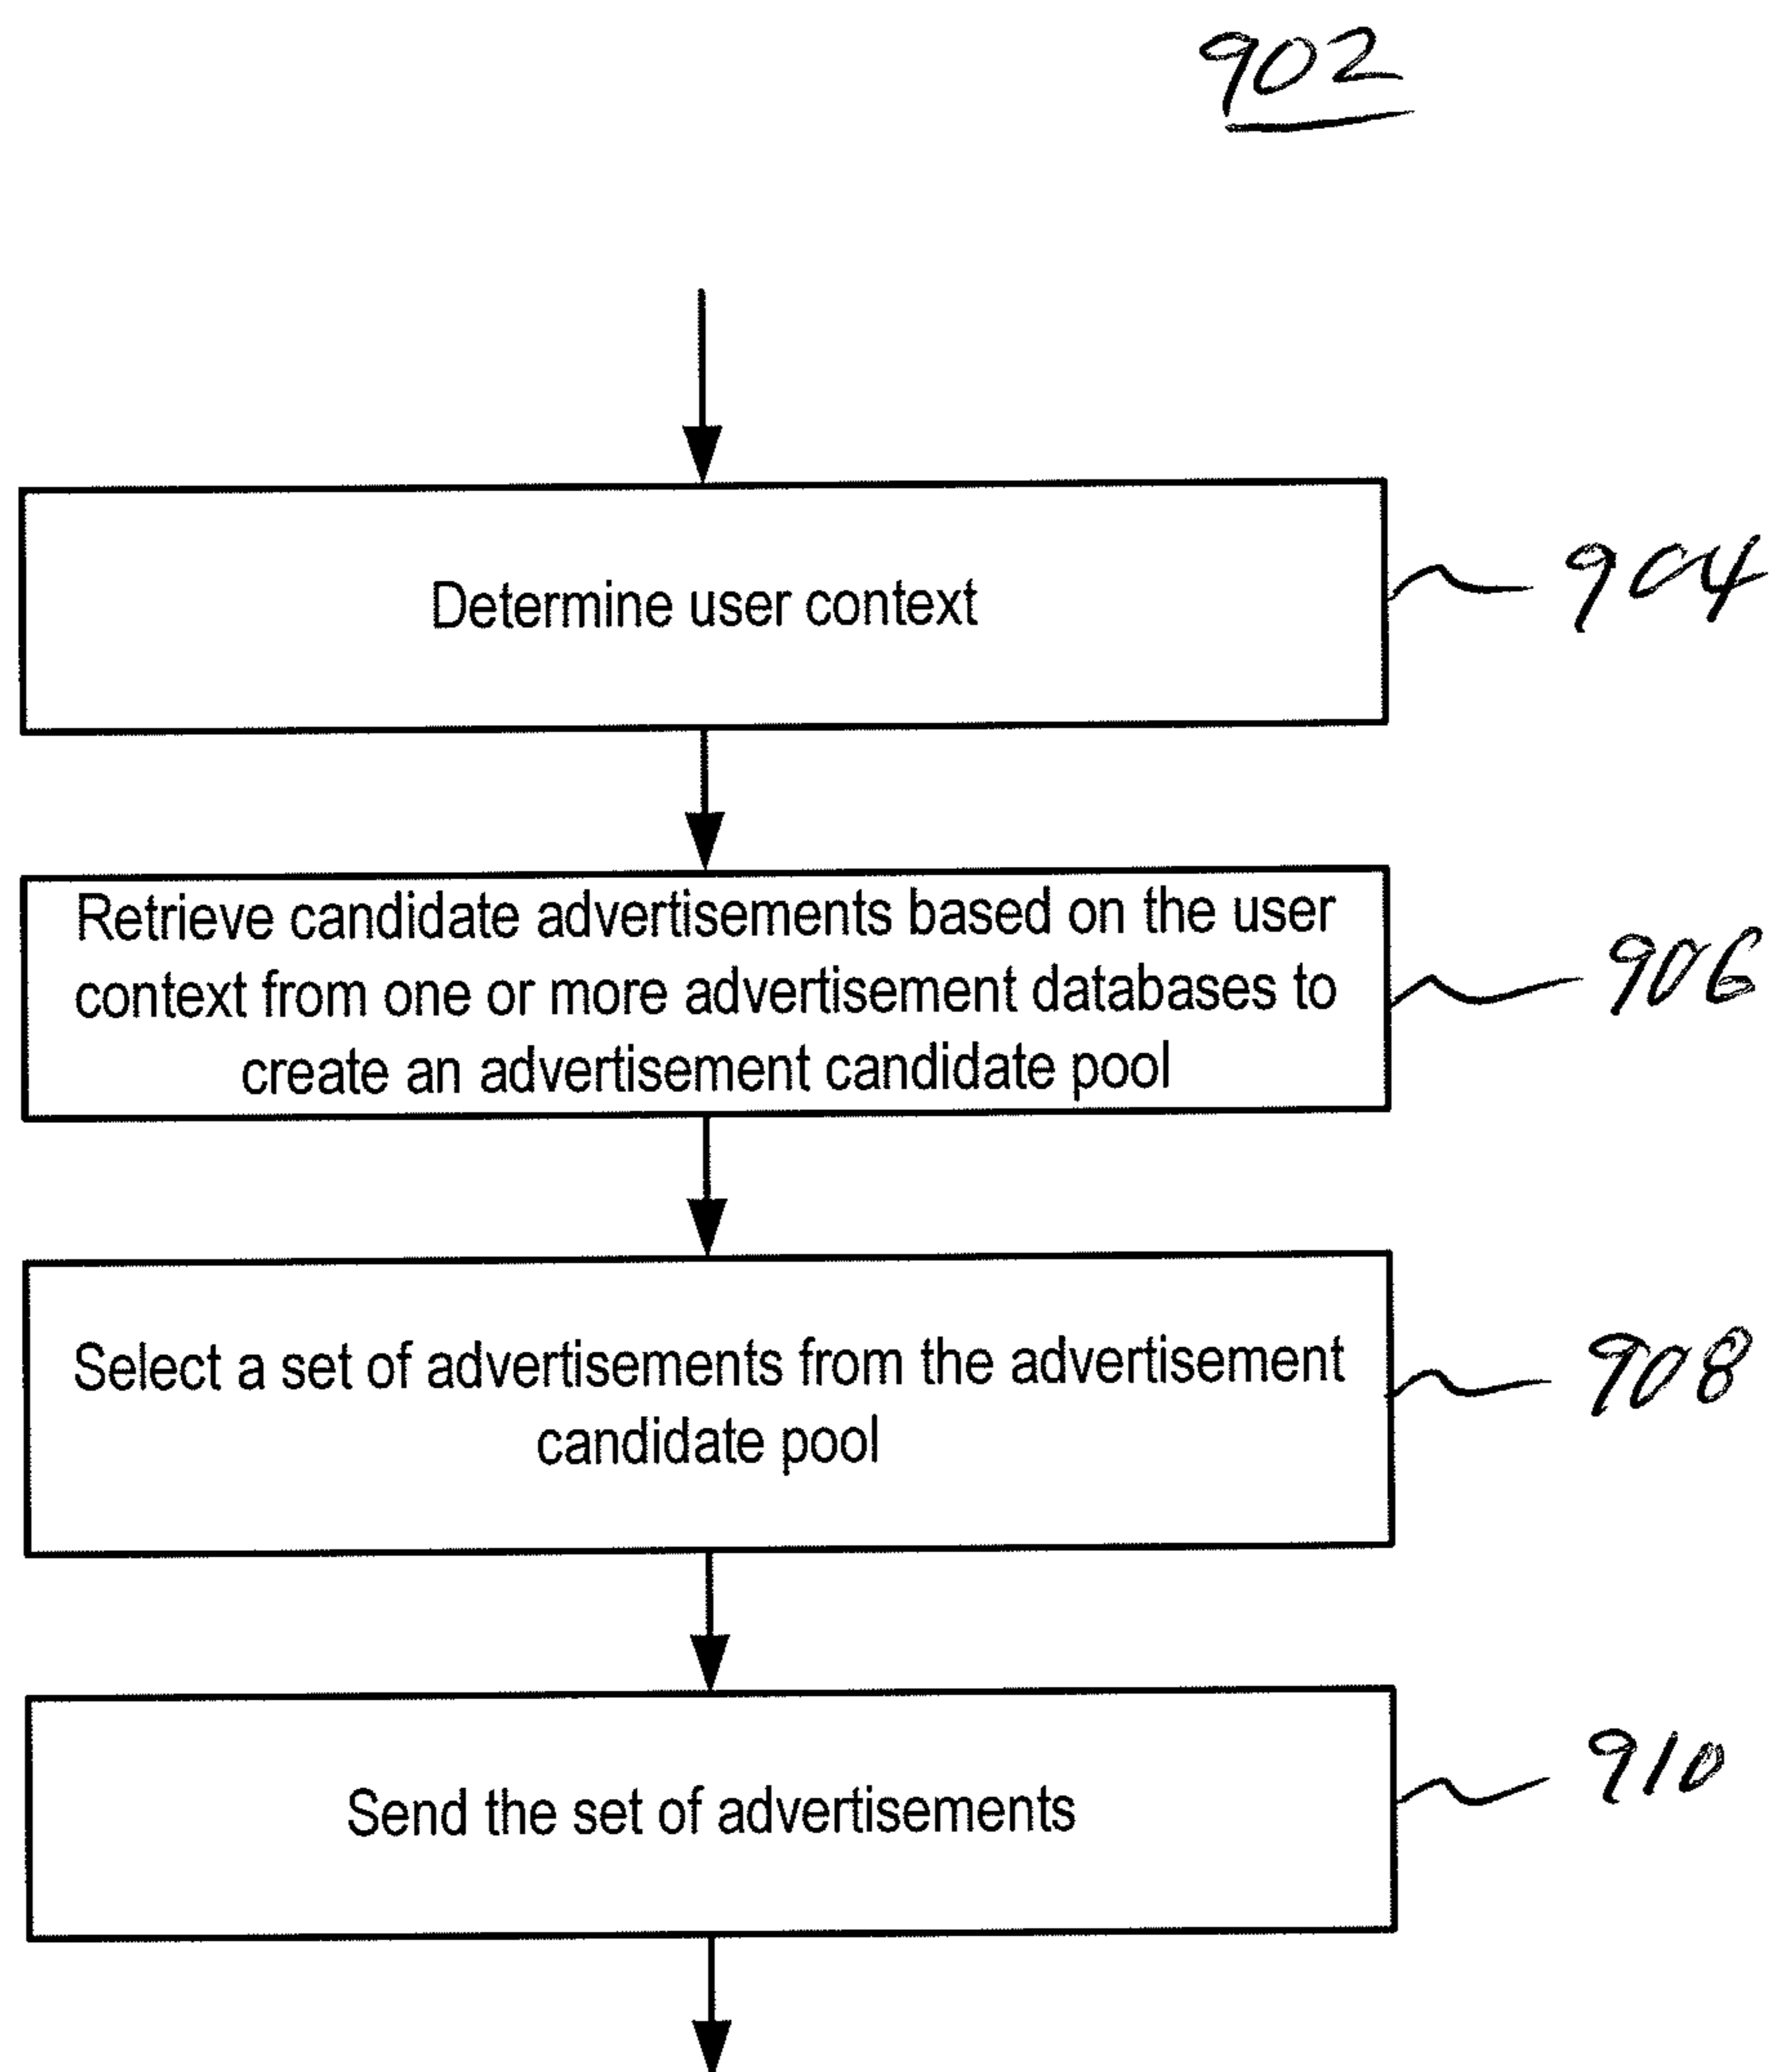 902
Determine user context
904
Retrieve candidate advertisements based on the user
context from one or more advertisement databases to
create an advertisement candidate pool
906
Select a set of advertisements from the advertisement
candidate pool
908
Send the set of advertisements
910